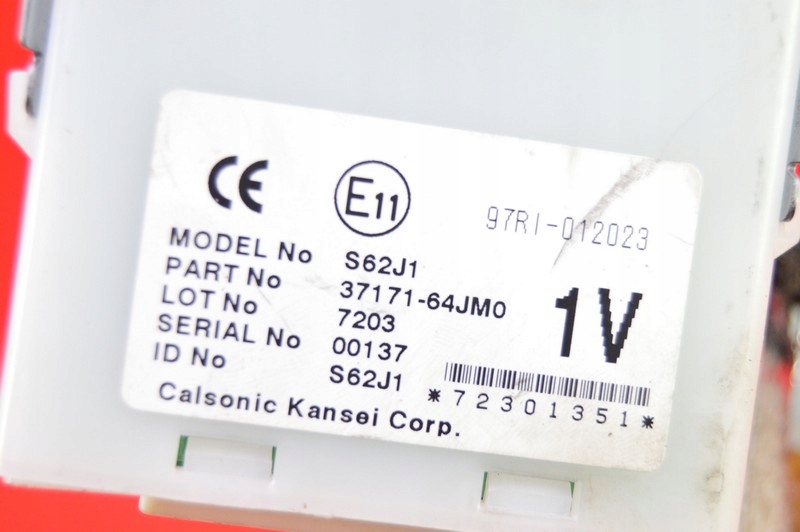 CE E11 97RI-012023
MODEL No S62J1
PART No 37171-64JM0
LOT No 7203
SERIAL No 00137
ID No S62J1
1V
*72301351*
Calsonic Kansei Corp.